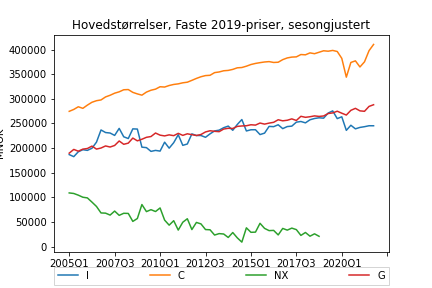 Hovedstørrelser, Faste 2019-priser, sesongjustert
400000
350000
300000
250000
200000
150000
100000
50000
0
MNOK
2005Q1 2007Q3 2010Q1 2012Q3 2015Q1 2017Q3 2020Q1
I C NX G